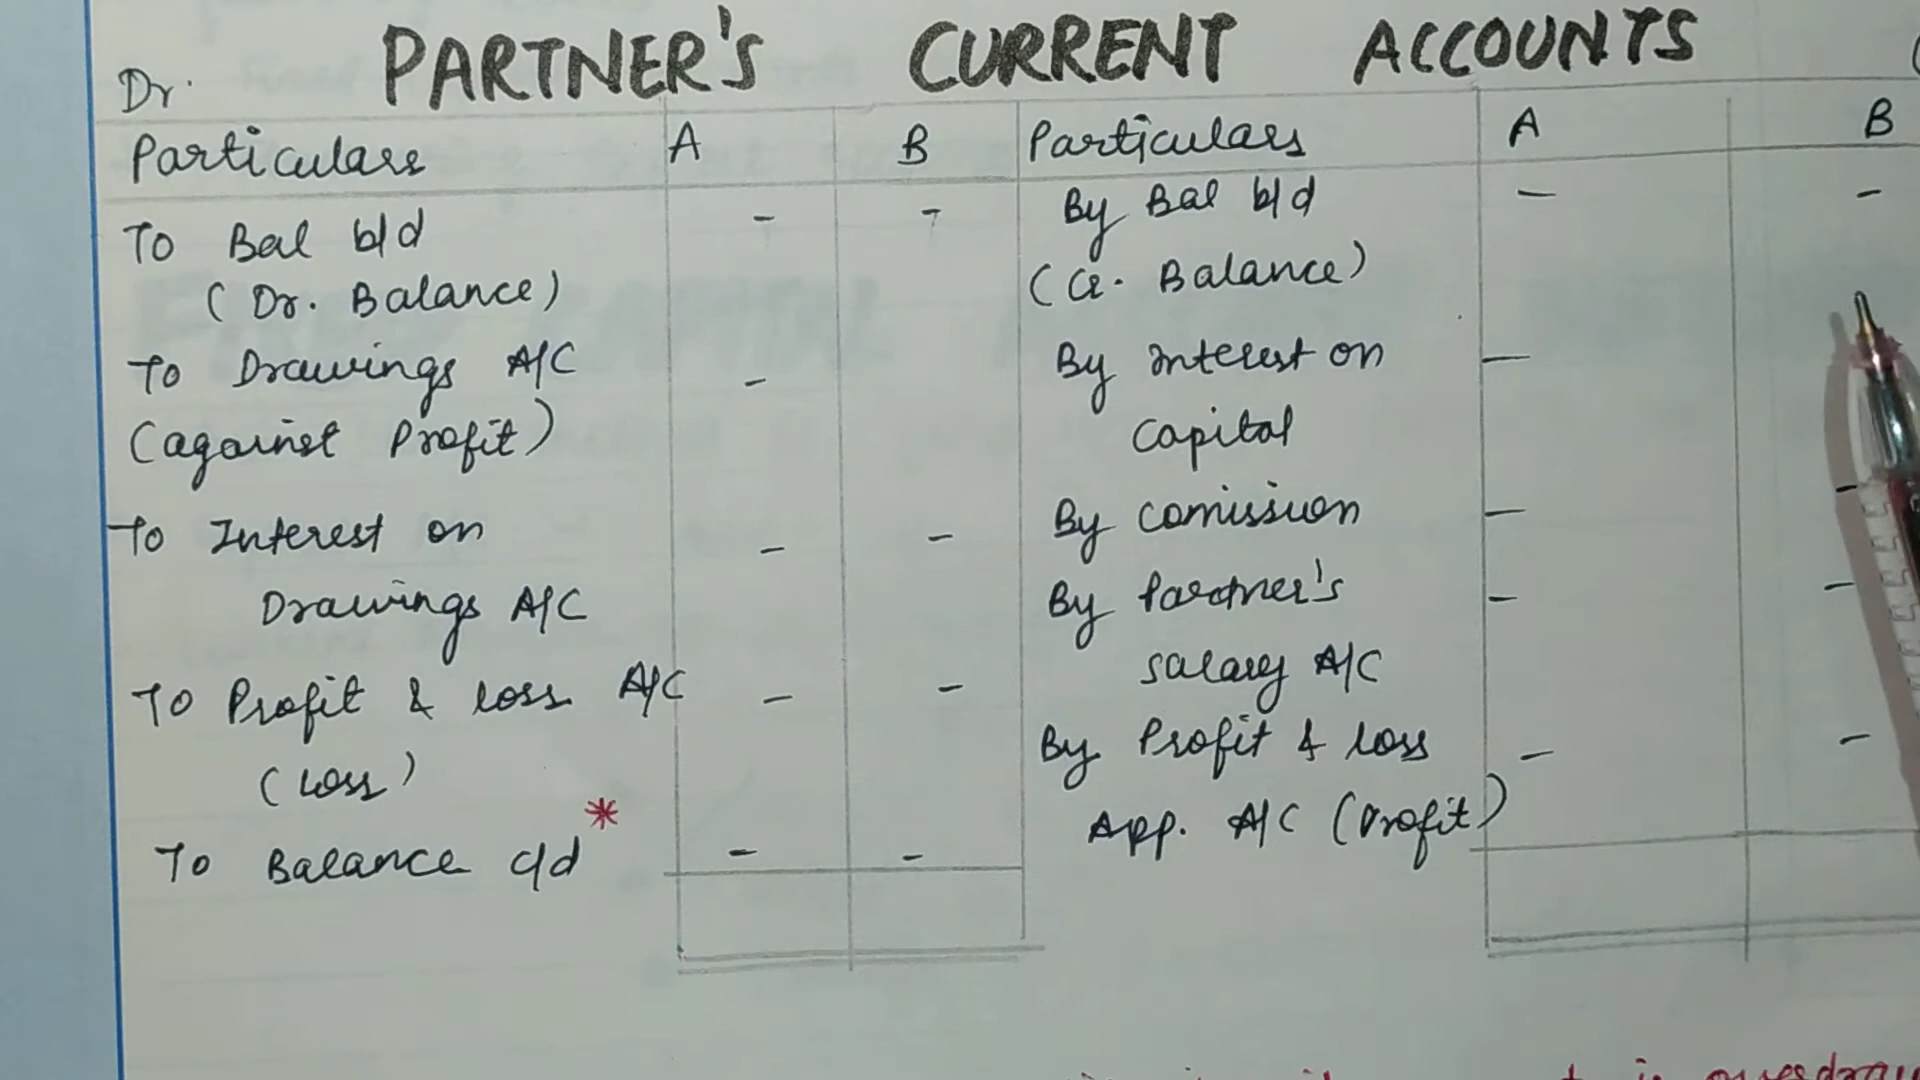 PARTNER'S CURRENT ACCOUNTS
Dr.
Particulars A B Particulars A B
To Bal b/d - - By Bal b/d - -
(Dr. Balance) (Cr. Balance)
To Drawings A/C - By Interest on -
(against Profit) Capital
To Interest on - - By Comission - -
Drawings A/C By Partner's - -
Salary A/C
To Profit & loss A/C - - By Profit & loss - -
(Loss) App. A/C (Profit)
To Balance c/d * - -
is